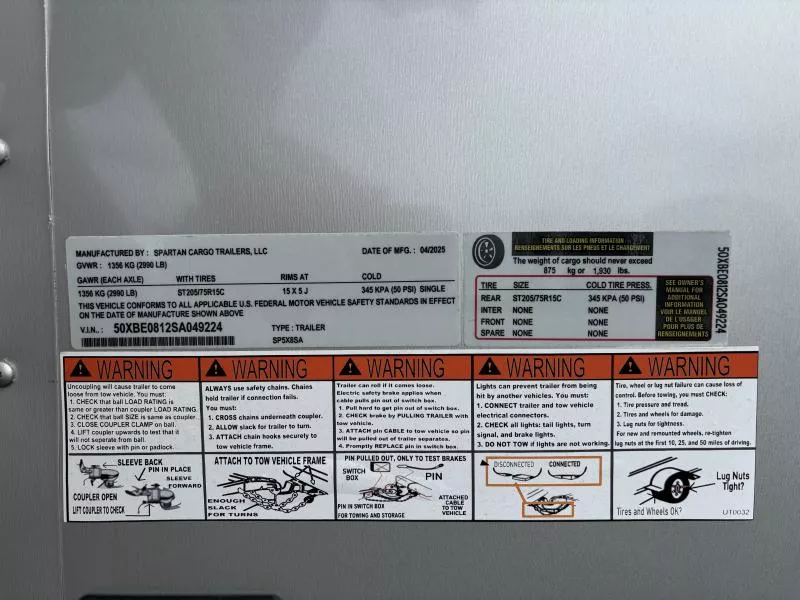 MANUFACTURED BY : SPARTAN CARGO TRAILERS, LLC DATE OF MFG. : 04/2025
GVWR : 1356 KG (2990 LB)
GAWR (EACH AXLE) WITH TIRES RIMS AT COLD
1356 KG (2990 LB) ST205/75R15C 15 X 5 J 345 KPA (50 PSI) SINGLE
THIS VEHICLE CONFORMS TO ALL APPLICABLE U.S. FEDERAL MOTOR VEHICLE SAFETY STANDARDS IN EFFECT
ON THE DATE OF MANUFACTURE SHOWN ABOVE
V.I.N.: 50XBE0812SA049224 TYPE : TRAILER
SP5X8SA
TIRE AND LOADING INFORMATION
RENSEIGNEMENTS SUR LES PNEUS ET LE CHARGEMENT
The weight of cargo should never exceed
875 kg or 1,930 lbs.
TIRE SIZE COLD TIRE PRESS.
REAR ST205/75R15C 345 KPA (50 PSI)
INTER NONE NONE
FRONT NONE NONE
SPARE NONE NONE
SEE OWNER'S
MANUAL FOR
ADDITIONAL
INFORMATION
VOIR LE MANUEL
DE L'USAGER
POUR PLUS DE
RENSEIGNEMENTS
50XBE0812SA049224
WARNING
Uncoupling will cause trailer to come
loose from tow vehicle. You must:
1. CHECK that ball LOAD RATING is
same or greater than coupler LOAD RATING.
2. CHECK that ball SIZE is same as coupler.
3. CLOSE COUPLER CLAMP on ball.
4. LIFT coupler upwards to test that it
will not seperate from ball.
5. LOCK sleeve with pin or padlock.
SLEEVE BACK
PIN IN PLACE
SLEEVE
FORWARD
COUPLER OPEN
LIFT COUPLER TO CHECK
WARNING
ALWAYS use safety chains. Chains
hold trailer if connection fails.
You must:
1. CROSS chains underneath coupler.
2. ALLOW slack for trailer to turn.
3. ATTACH chain hooks securely to
tow vehicle frame.
ATTACH TO TOW VEHICLE FRAME
ENOUGH
SLACK
FOR TURNS
WARNING
Trailer can roll if it comes loose.
Electric safety brake applies when
cable pulls pin out of switch box.
1. Pull hard to get pin out of switch box.
2. CHECK brake by PULLING TRAILER with
tow vehicle.
3. ATTACH pin CABLE to tow vehicle so pin
will be pulled out of trailer separates.
4. Promptly REPLACE pin in switch box.
PIN PULLED OUT, ONLY TO TEST BRAKES
SWITCH
BOX
PIN
ATTACHED
CABLE
TO TOW
VEHICLE
PIN IN SWITCH BOX
FOR TOWING AND STORAGE
WARNING
Lights can prevent trailer from being
hit by another vehicles. You must:
1. CONNECT trailer and tow vehicle
electrical connectors.
2. CHECK all lights: tail lights, turn
signal, and brake lights.
3. DO NOT TOW if lights are not working.
DISCONNECTED CONNECTED
WARNING
Tire, wheel or lug nut failure can cause loss of
control. Before towing, you must CHECK:
1. Tire pressure and tread.
2. Tires and wheels for damage.
3. Lug nuts for tightness.
For new and remounted wheels, re-tighten
lug nuts at the first 10, 25, and 50 miles of driving.
Lug Nuts
Tight?
Tires and Wheels OK?
UT0032